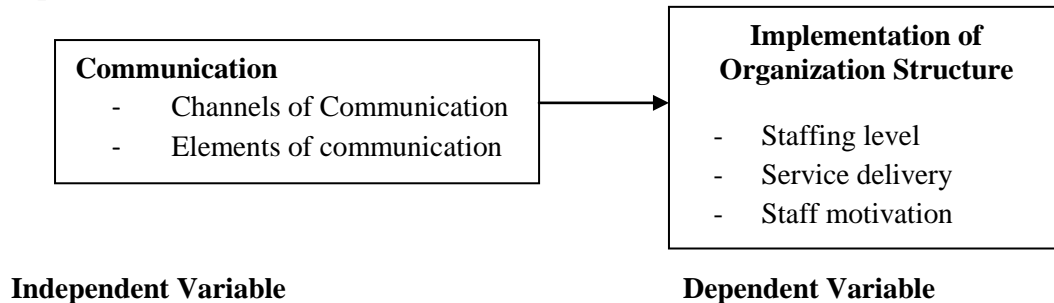 Communication
- Channels of Communication
- Elements of communication
Implementation of
Organization Structure
- Staffing level
- Service delivery
- Staff motivation
Independent Variable
Dependent Variable